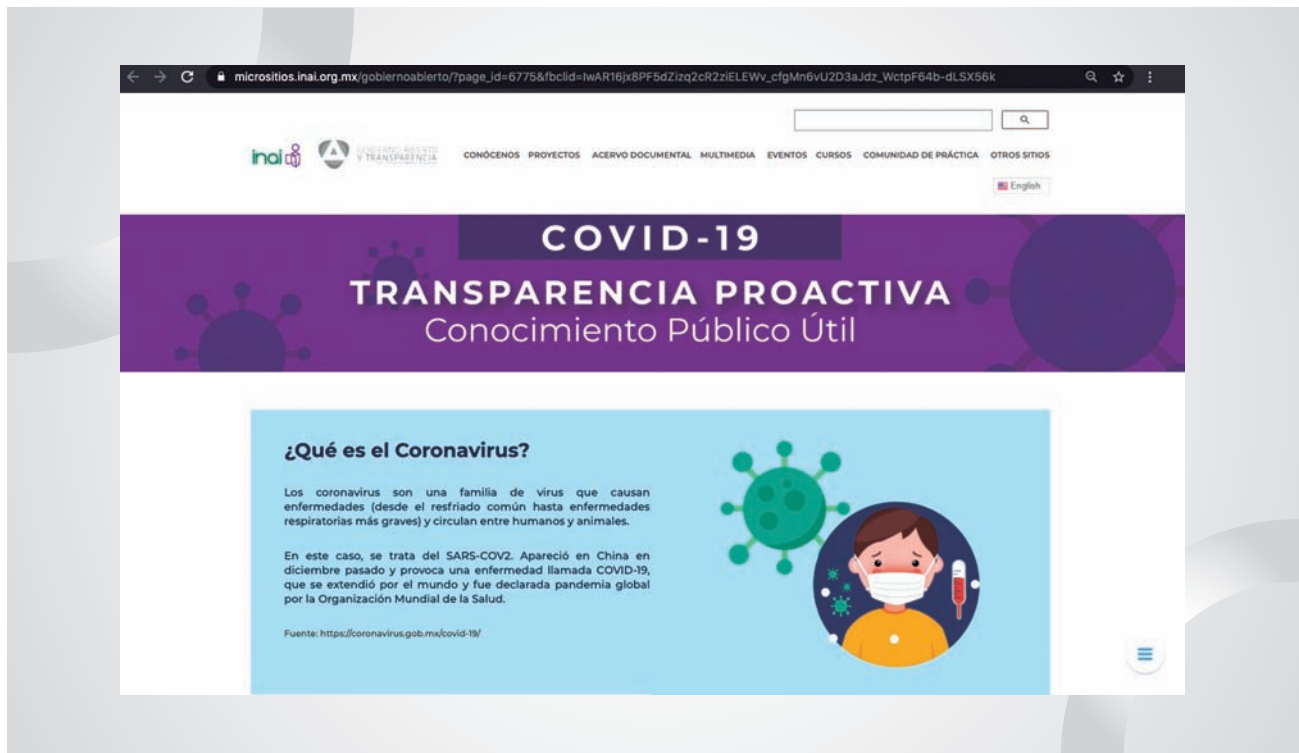 micrositios.inai.org.mx/gobiernoabierto/?page_id=6775&fbclid=IwAR16jx8PF5dZizq2cR2ziELEWv_cfgMn6vU2D3aJdz_WctpF64b-dLSX56k
inai
GOBIERNO ABIERTO
Y TRANSPARENCIA
CONÓCENOS PROYECTOS ACERVO DOCUMENTAL MULTIMEDIA EVENTOS CURSOS COMUNIDAD DE PRÁCTICA OTROS SITIOS
English
COVID-19
TRANSPARENCIA PROACTIVA
Conocimiento Público Útil
¿Qué es el Coronavirus?
Los coronavirus son una familia de virus que causan
enfermedades (desde el resfriado común hasta enfermedades
respiratorias más graves) y circulan entre humanos y animales.
En este caso, se trata del SARS-COV2. Apareció en China en
diciembre pasado y provoca una enfermedad llamada COVID-19,
que se extendió por el mundo y fue declarada pandemia global
por la Organización Mundial de la Salud.
Fuente: https://coronavirus.gob.mx/covid-19/